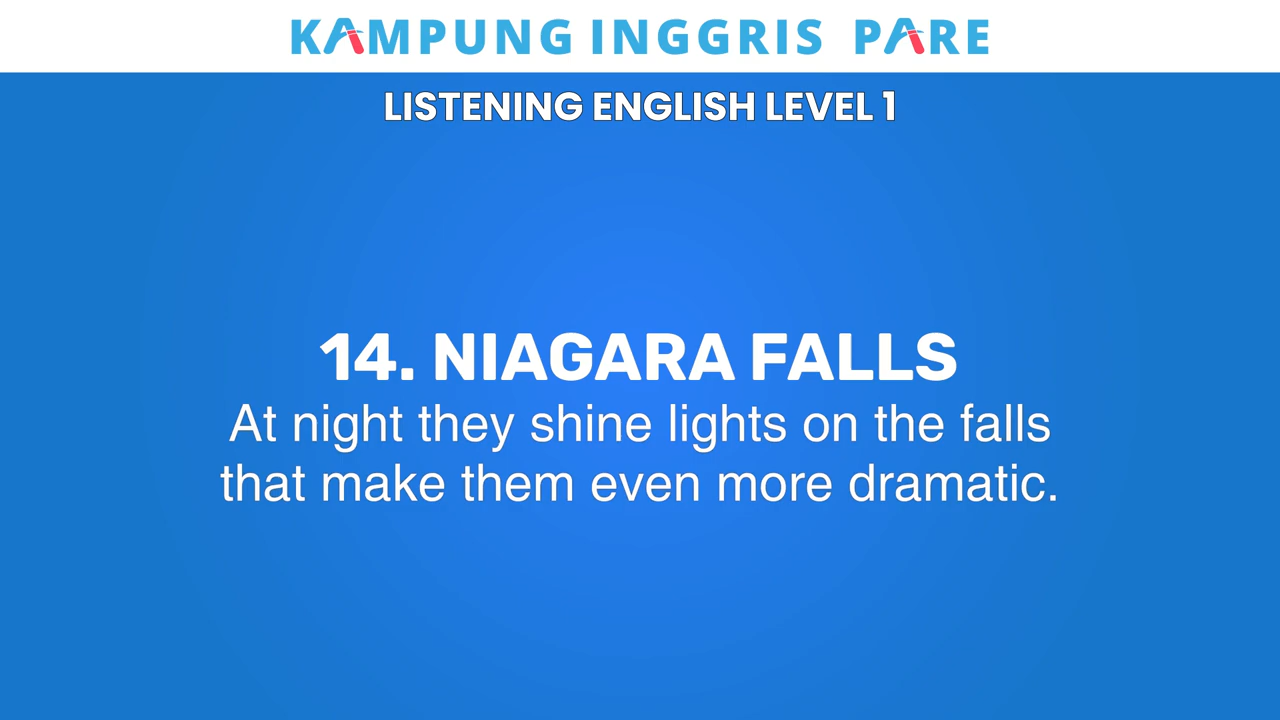 KAMPUNG INGGRIS PARE
LISTENING ENGLISH LEVEL 1
14. NIAGARA FALLS
At night they shine lights on the falls
that make them even more dramatic.